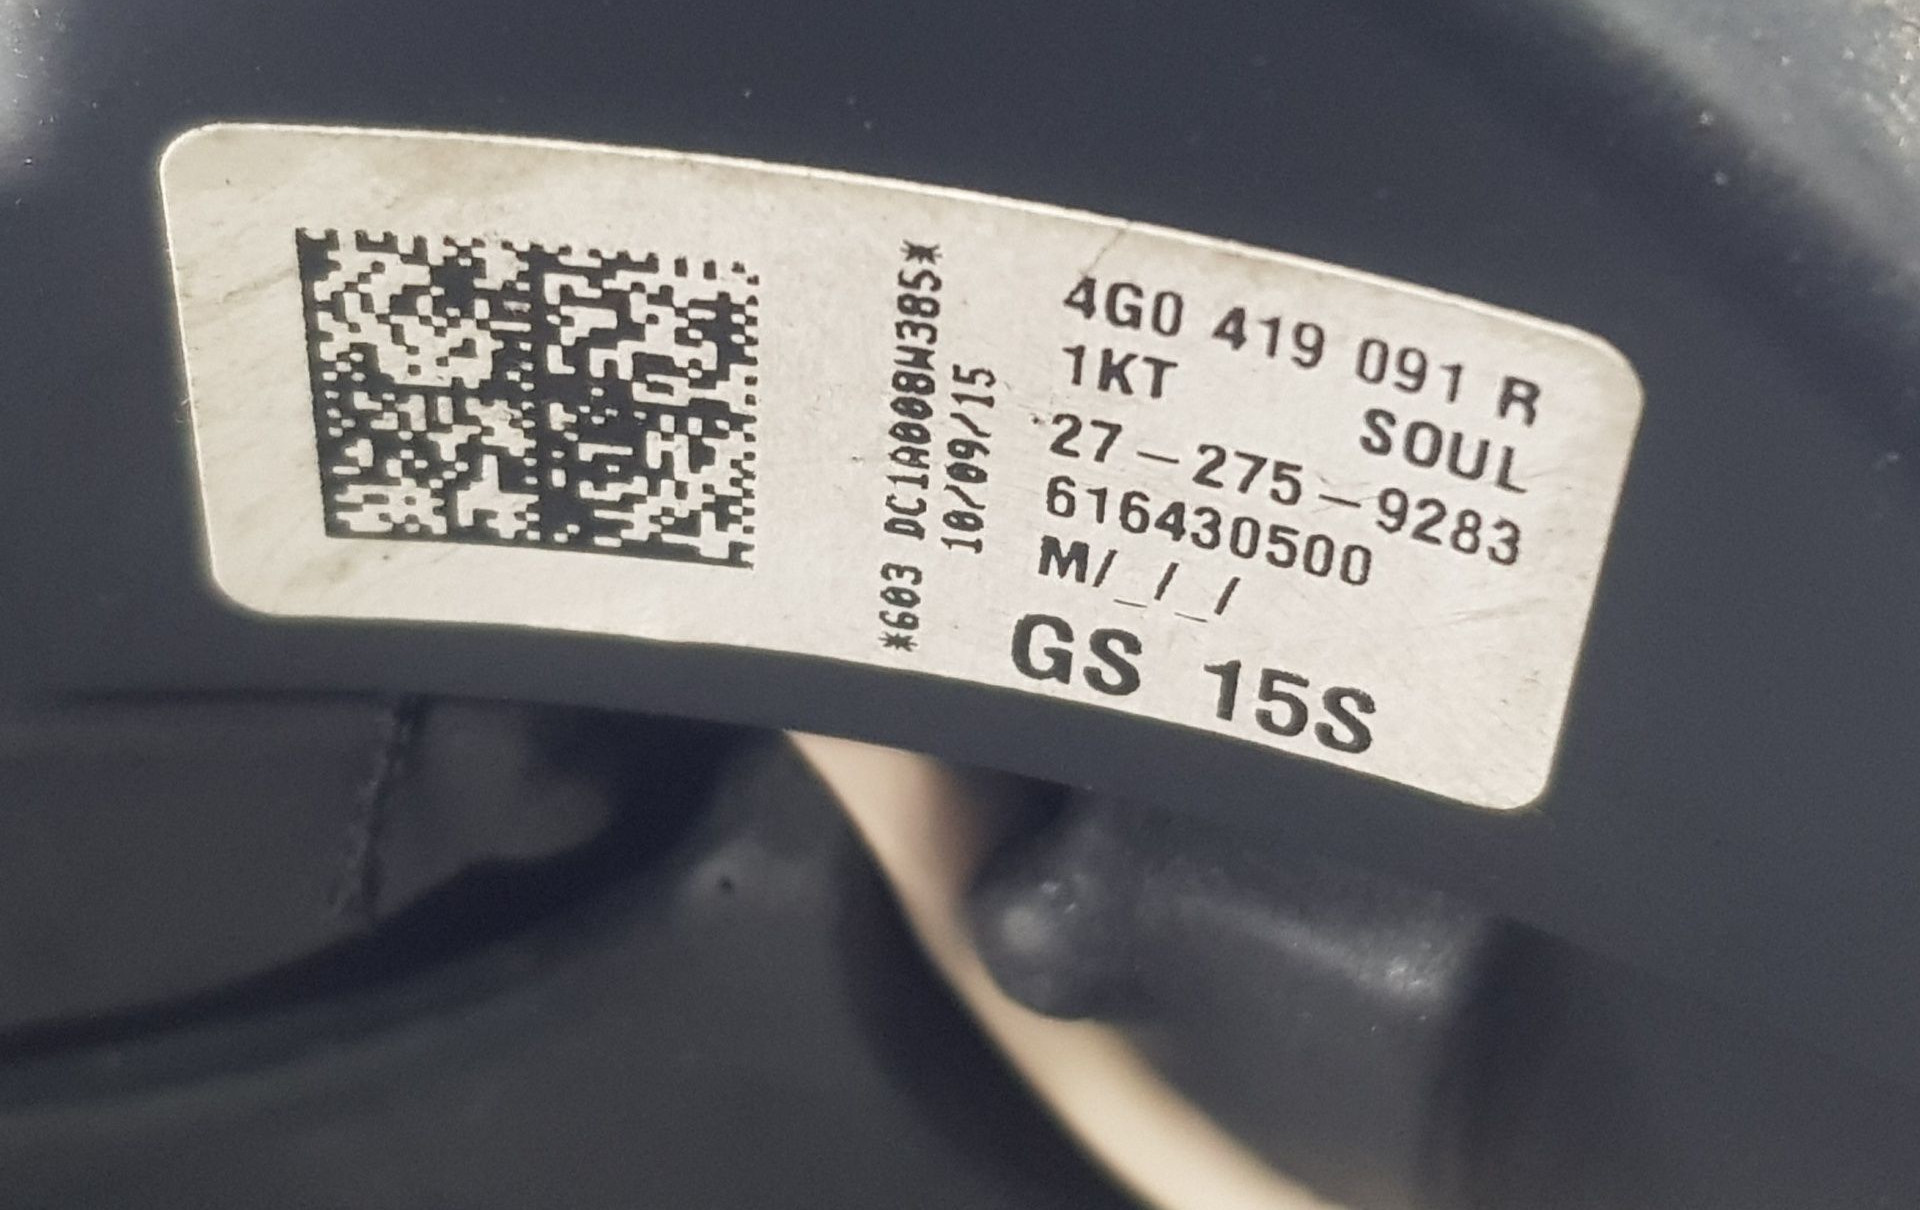 *603 DC1A008W385*
10/09/15
4G0 419 091 R
1KT SOUL
27-275-9283
616430500
M/_/_/
GS 15S